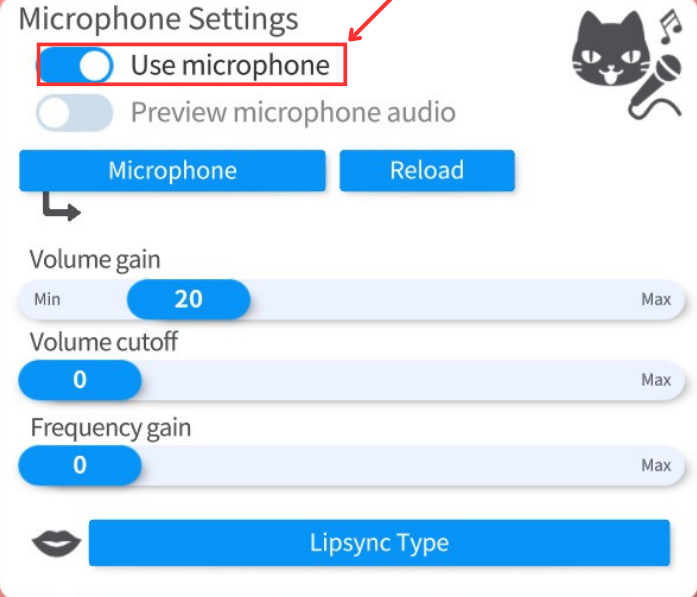 Microphone Settings
Use microphone
Preview microphone audio
Microphone Reload
Volume gain
Min 20 Max
Volume cutoff
0 Max
Frequency gain
0 Max
Lipsync Type